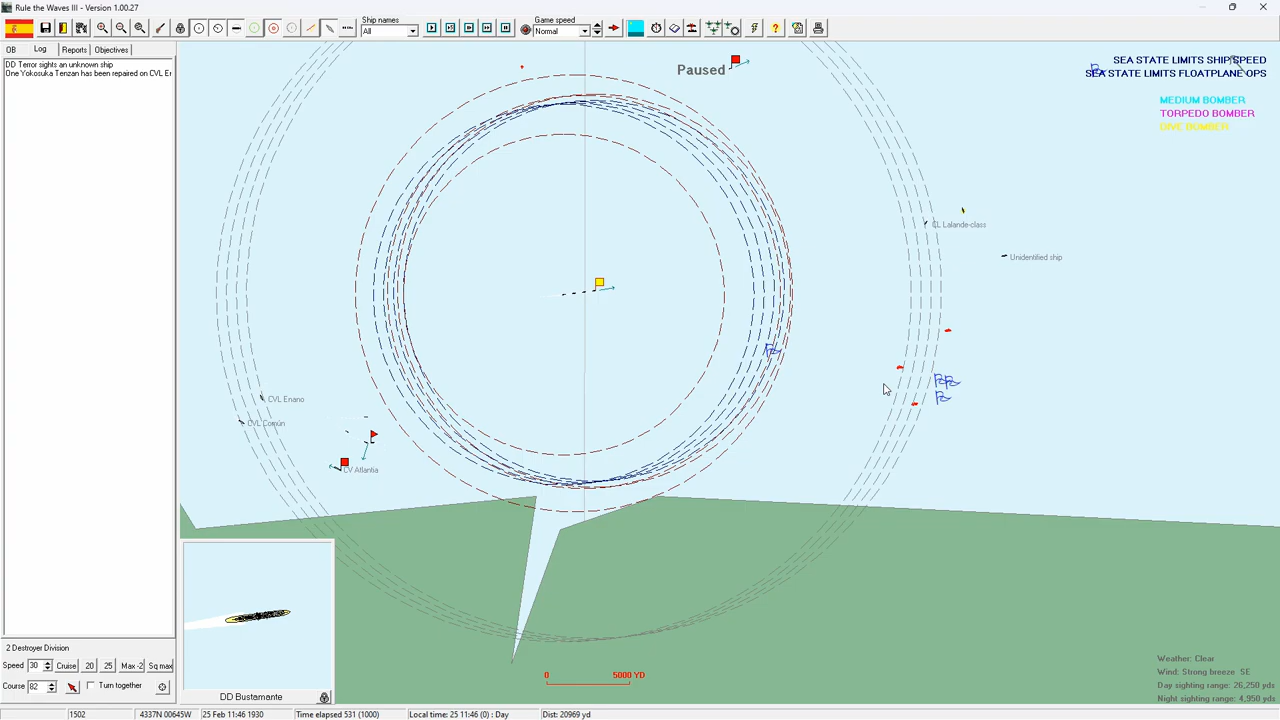 Rule the Waves III - Version 1.00.27
Ship names
All
Game speed
Normal
OB
Log
Reports
Objectives
DD Terror sights an unknown ship
One Yokosuka Tenzan has been repaired on CVL Er
Paused
SEA STATE LIMITS SHIP SPEED
SEA STATE LIMITS FLOATPLANE OPS
MEDIUM BOMBER
TORPEDO BOMBER
DIVE BOMBER
CL Lalande-class
Unidentified ship
CVL Enano
CVL Común
CV Atlantia
2 Destroyer Division
Speed 30 Cruise 20 25 Max -2 Sq max
Course 82 Turn together
DD Bustamante
0 5000 YD
Weather: Clear
Wind: Strong breeze SE
Day sighting range: 26,250 yds
Night sighting range: 4,950 yds
1502 4337N 00645W 25 Feb 11:46 1930 Time elapsed 531 (1000) Local time: 25 11:46 (0) : Day Dist: 20969 yd